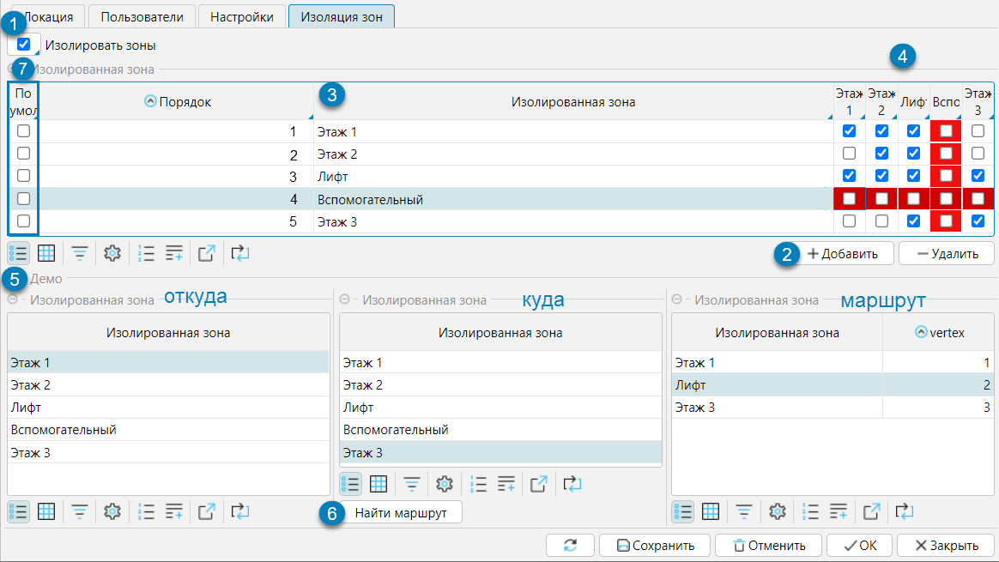 Локация Пользователи Настройки Изоляция зон
1
Изолировать зоны
7 Изолированная зона 4
По умол Порядок 3 Изолированная зона Этаж 1 Этаж 2 Лифт Вспо Этаж 3
1 Этаж 1
2 Этаж 2
3 Лифт
4 Вспомогательный
5 Этаж 3
2 Добавить Удалить
5 Демо
Изолированная зона откуда Изолированная зона куда Изолированная зона маршрут
Изолированная зона Изолированная зона Изолированная зона vertex
Этаж 1 Этаж 1 Этаж 1 1
Этаж 2 Этаж 2 Лифт 2
Лифт Лифт Этаж 3 3
Вспомогательный Вспомогательный
Этаж 3 Этаж 3
6 Найти маршрут
Сохранить Отменить OK Закрыть